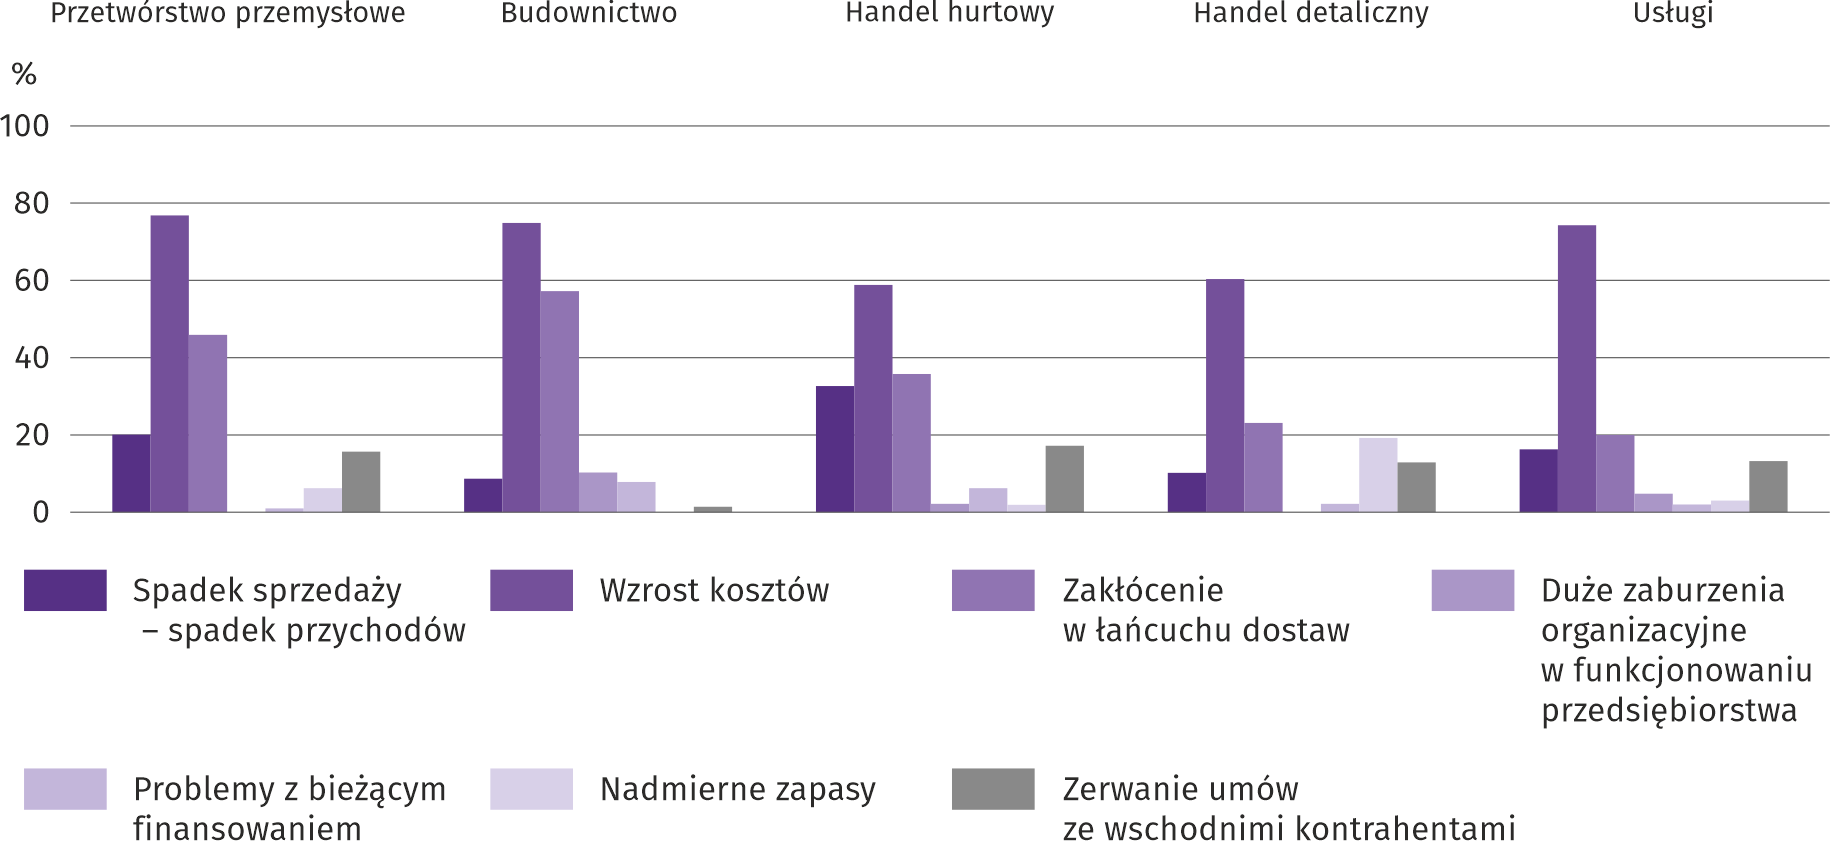 Przetwórstwo przemysłowe
Budownictwo
Handel hurtowy
Handel detaliczny
Usługi
%
100
80
60
40
20
0
Spadek sprzedaży
– spadek przychodów
Wzrost kosztów
Zakłócenie
w łańcuchu dostaw
Duże zaburzenia
organizacyjne
w funkcjonowaniu
przedsiębiorstwa
Problemy z bieżącym
finansowaniem
Nadmierne zapasy
Zerwanie umów
ze wschodnimi kontrahentami